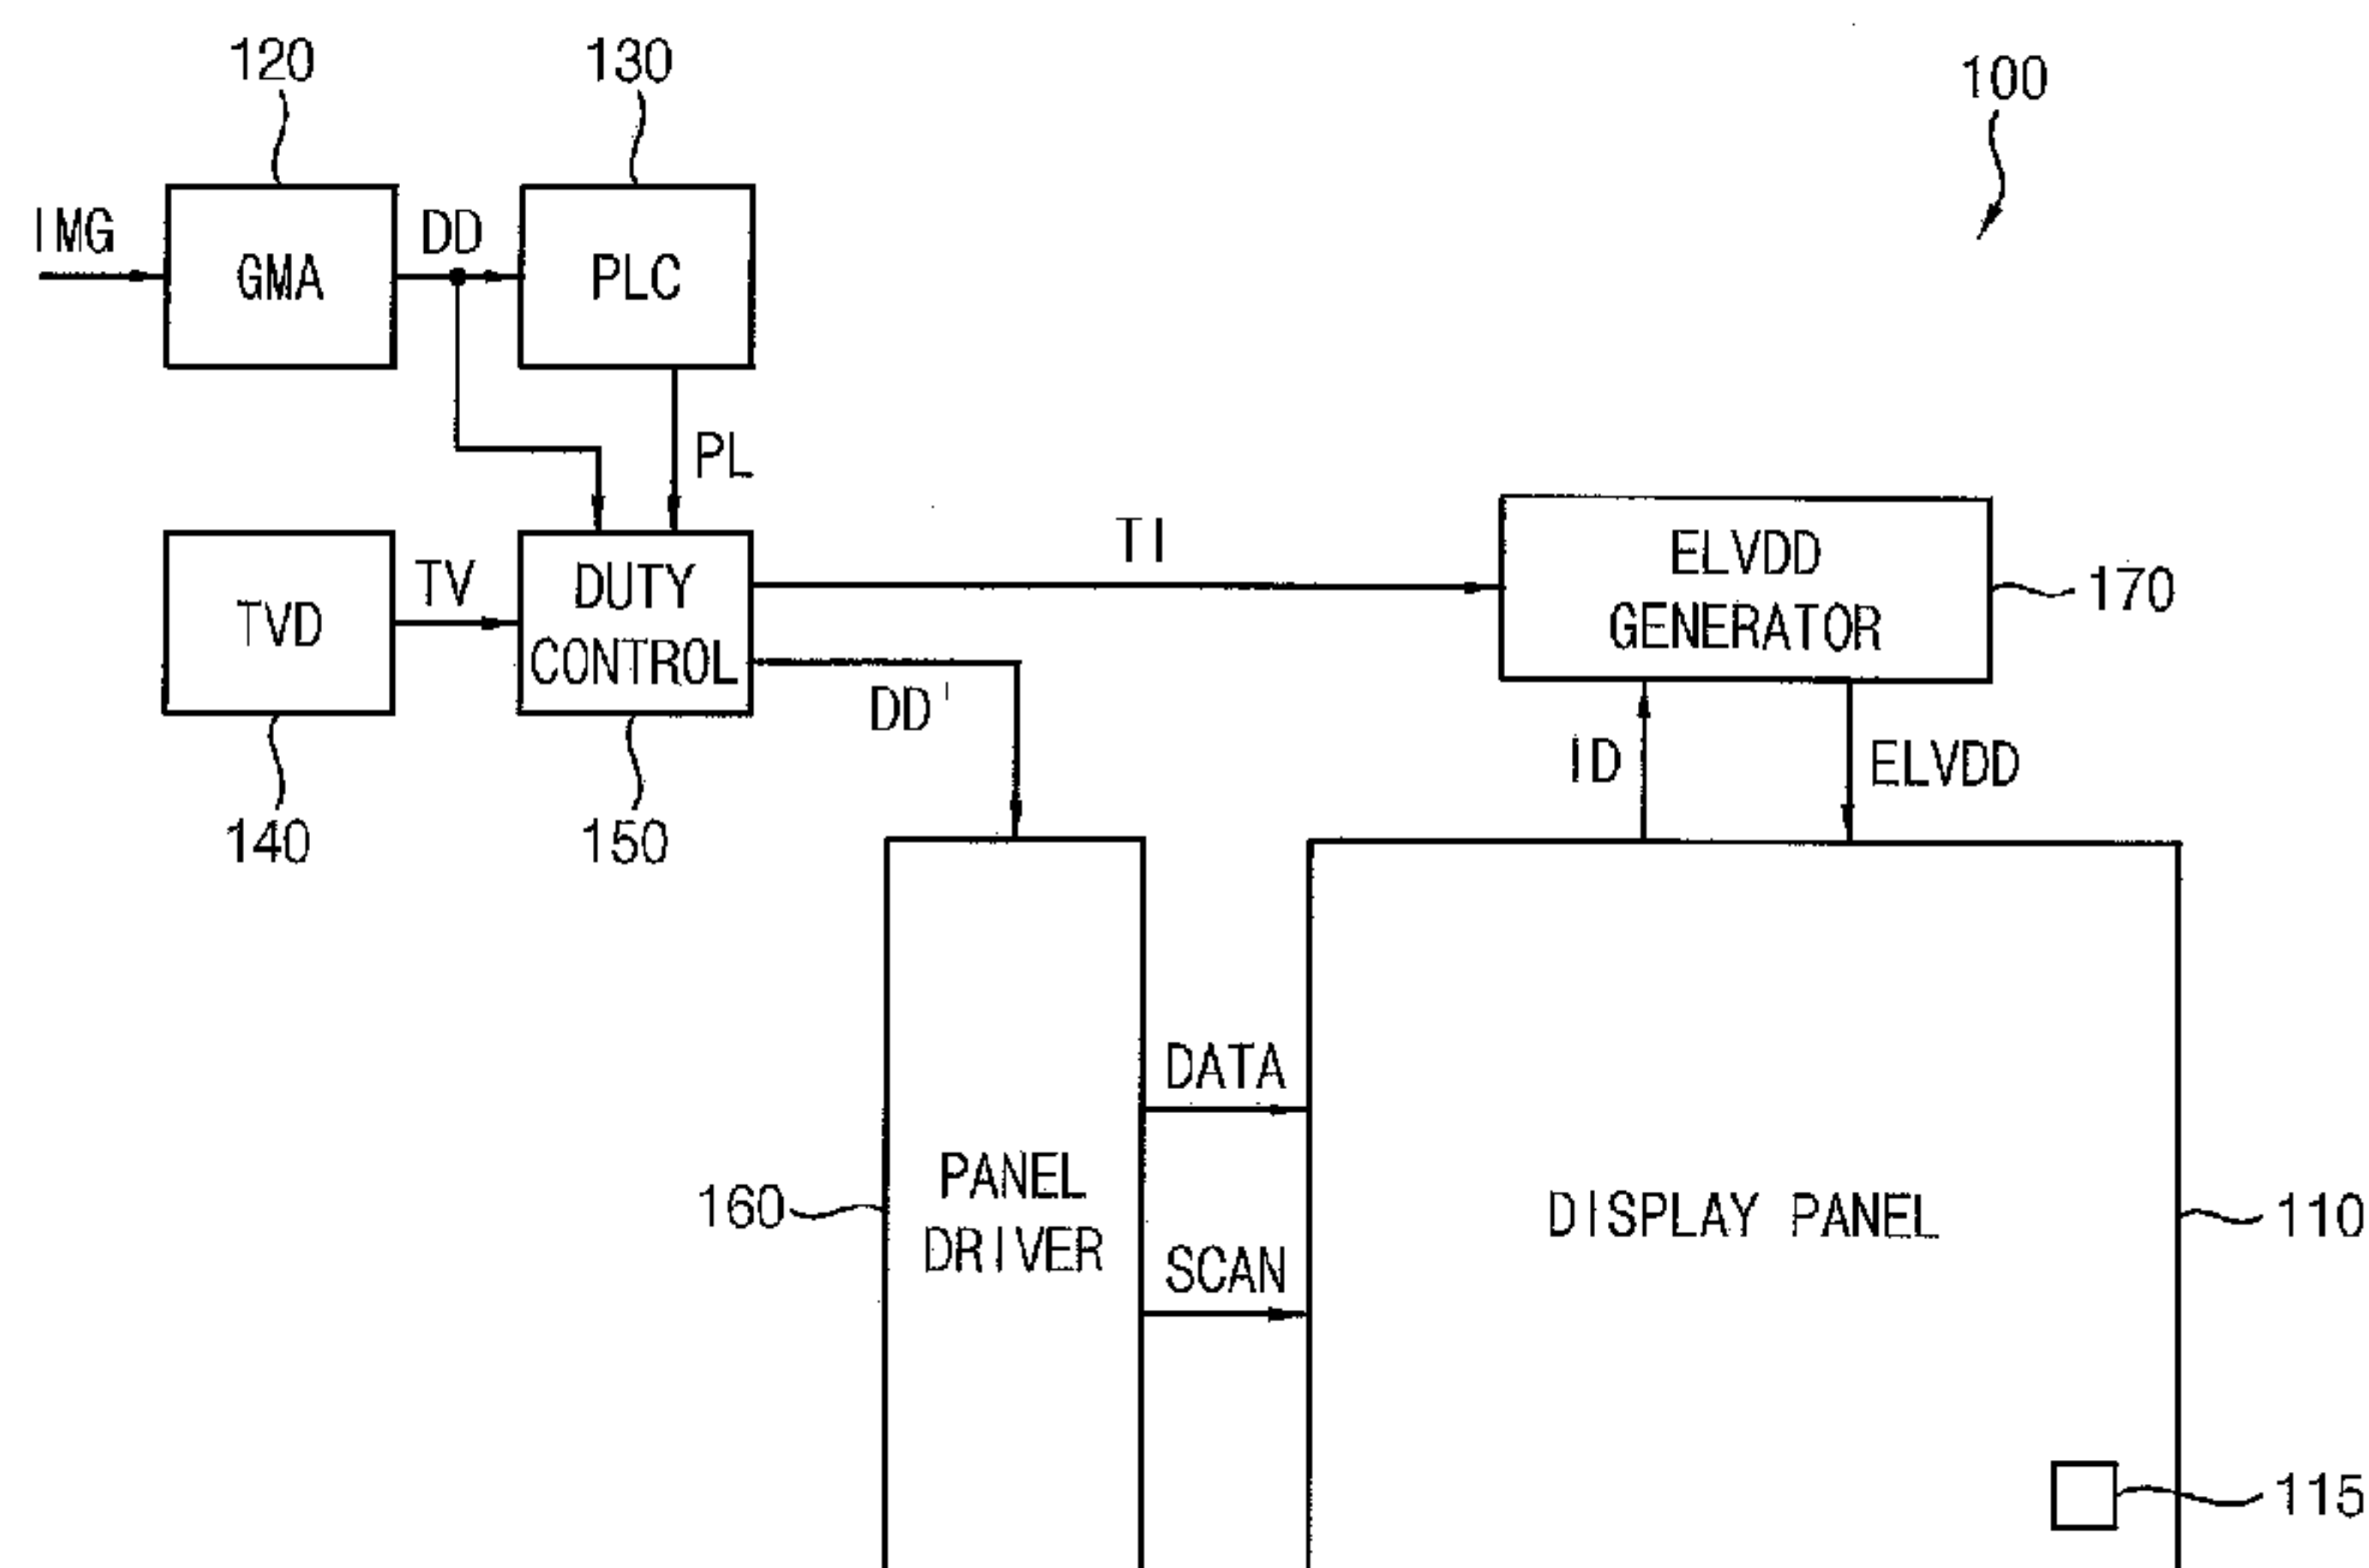 120
130
100
IMG
DD
GMA
PLC
PL
TI
TV
TVD
DUTY
CONTROL
ELVDD
GENERATOR
170
DD'
ID
ELVDD
140
150
DATA
PANEL
DRIVER
160
SCAN
DISPLAY PANEL
110
115